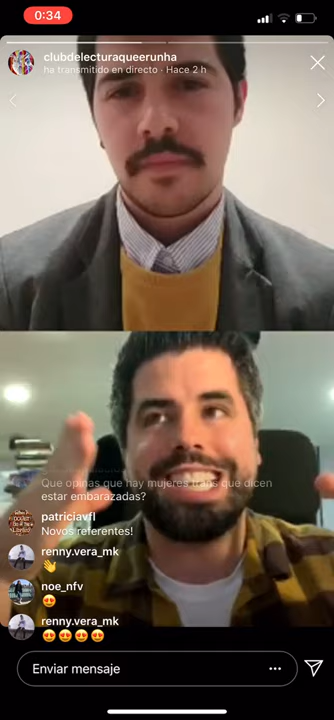 0:34
clubdelecturaqueerunha
ha transmitido en directo · Hace 2 h
Que opinas que hay mujeres trans que dicen
estar embarazadas?
patriciavfl
Novos referentes!
renny.vera_mk
👋
noe_nfv
😍
renny.vera_mk
😍😍😍😍
Enviar mensaje